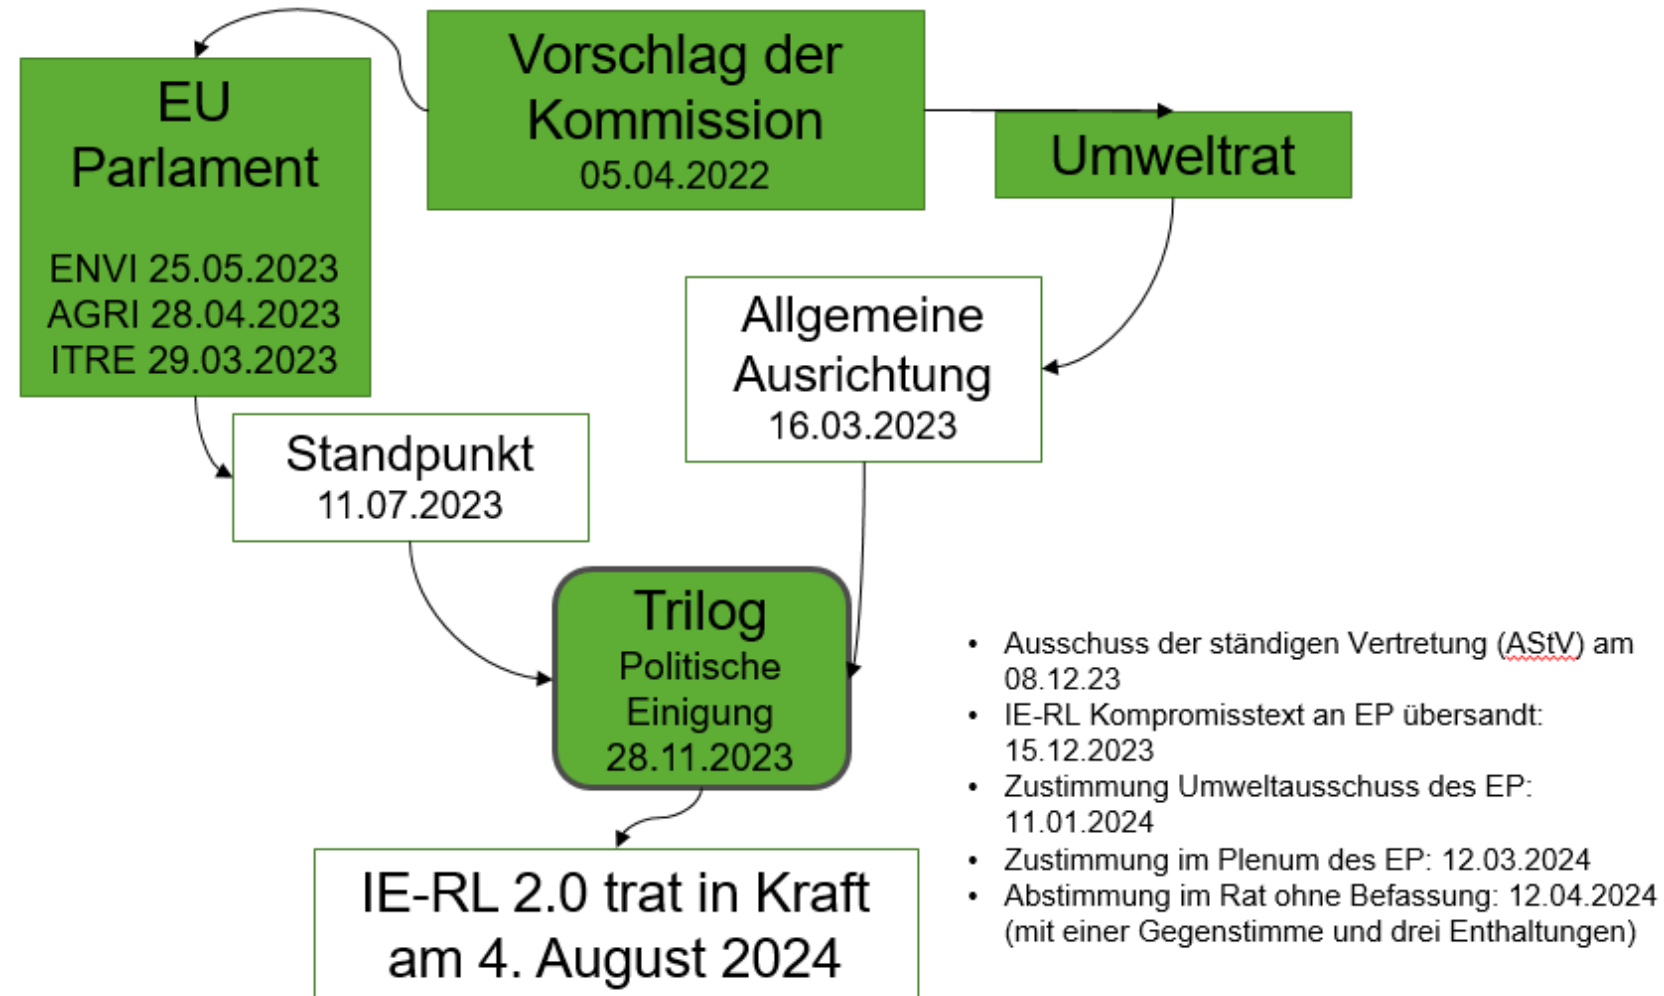 Vorschlag der
Kommission
05.04.2022
EU
Parlament
ENVI 25.05.2023
AGRI 28.04.2023
ITRE 29.03.2023
Umweltrat
Allgemeine
Ausrichtung
16.03.2023
Standpunkt
11.07.2023
Trilog
Politische
Einigung
28.11.2023
IE-RL 2.0 trat in Kraft
am 4. August 2024
• Ausschuss der ständigen Vertretung (AStV) am
08.12.23
• IE-RL Kompromisstext an EP übersandt:
15.12.2023
• Zustimmung Umweltausschuss des EP:
11.01.2024
• Zustimmung im Plenum des EP: 12.03.2024
• Abstimmung im Rat ohne Befassung: 12.04.2024
(mit einer Gegenstimme und drei Enthaltungen)